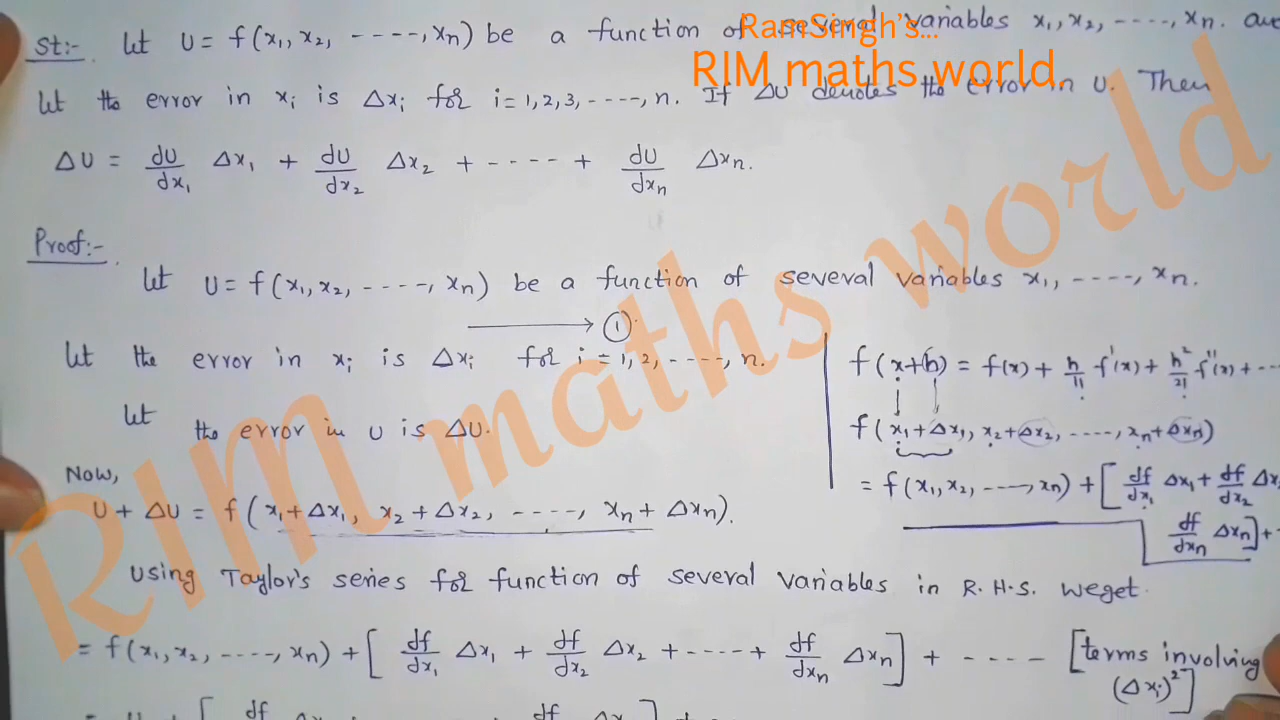 St:- Let U = f(x₁, x₂, ----, xₙ) be a function of several variables x₁, x₂, ----, xₙ. and
RamSingh's...
RIM maths world
Let the error in xᵢ is Δxᵢ for i = 1, 2, 3, ----, n. If ΔU denotes the error in U. Then
ΔU = dU/dx₁ Δx₁ + dU/dx₂ Δx₂ + ---- + dU/dxₙ Δxₙ.
Proof:-
Let U = f(x₁, x₂, ----, xₙ) be a function of several variables x₁, ----, xₙ.
⟶ ①
Let the error in xᵢ is Δxᵢ for i = 1, 2, ----, n.
Let the error in U is ΔU.
Now,
U + ΔU = f(x₁+Δx₁, x₂+Δx₂, ----, xₙ+Δxₙ).
f(x+h) = f(x) + h/1! f'(x) + h²/2! f''(x) + ---
f(x₁+Δx₁, x₂+Δx₂, ----, xₙ+Δxₙ)
= f(x₁, x₂, ---, xₙ) + [df/dx₁ Δx₁ + df/dx₂ Δx
df/dxₙ Δxₙ] +
Using Taylor's series for function of several variables in R.H.S. weget.
= f(x₁, x₂, ----, xₙ) + [df/dx₁ Δx₁ + df/dx₂ Δx₂ + ---- + df/dxₙ Δxₙ] + ---- [terms involving (Δxᵢ)²]
RIM maths world